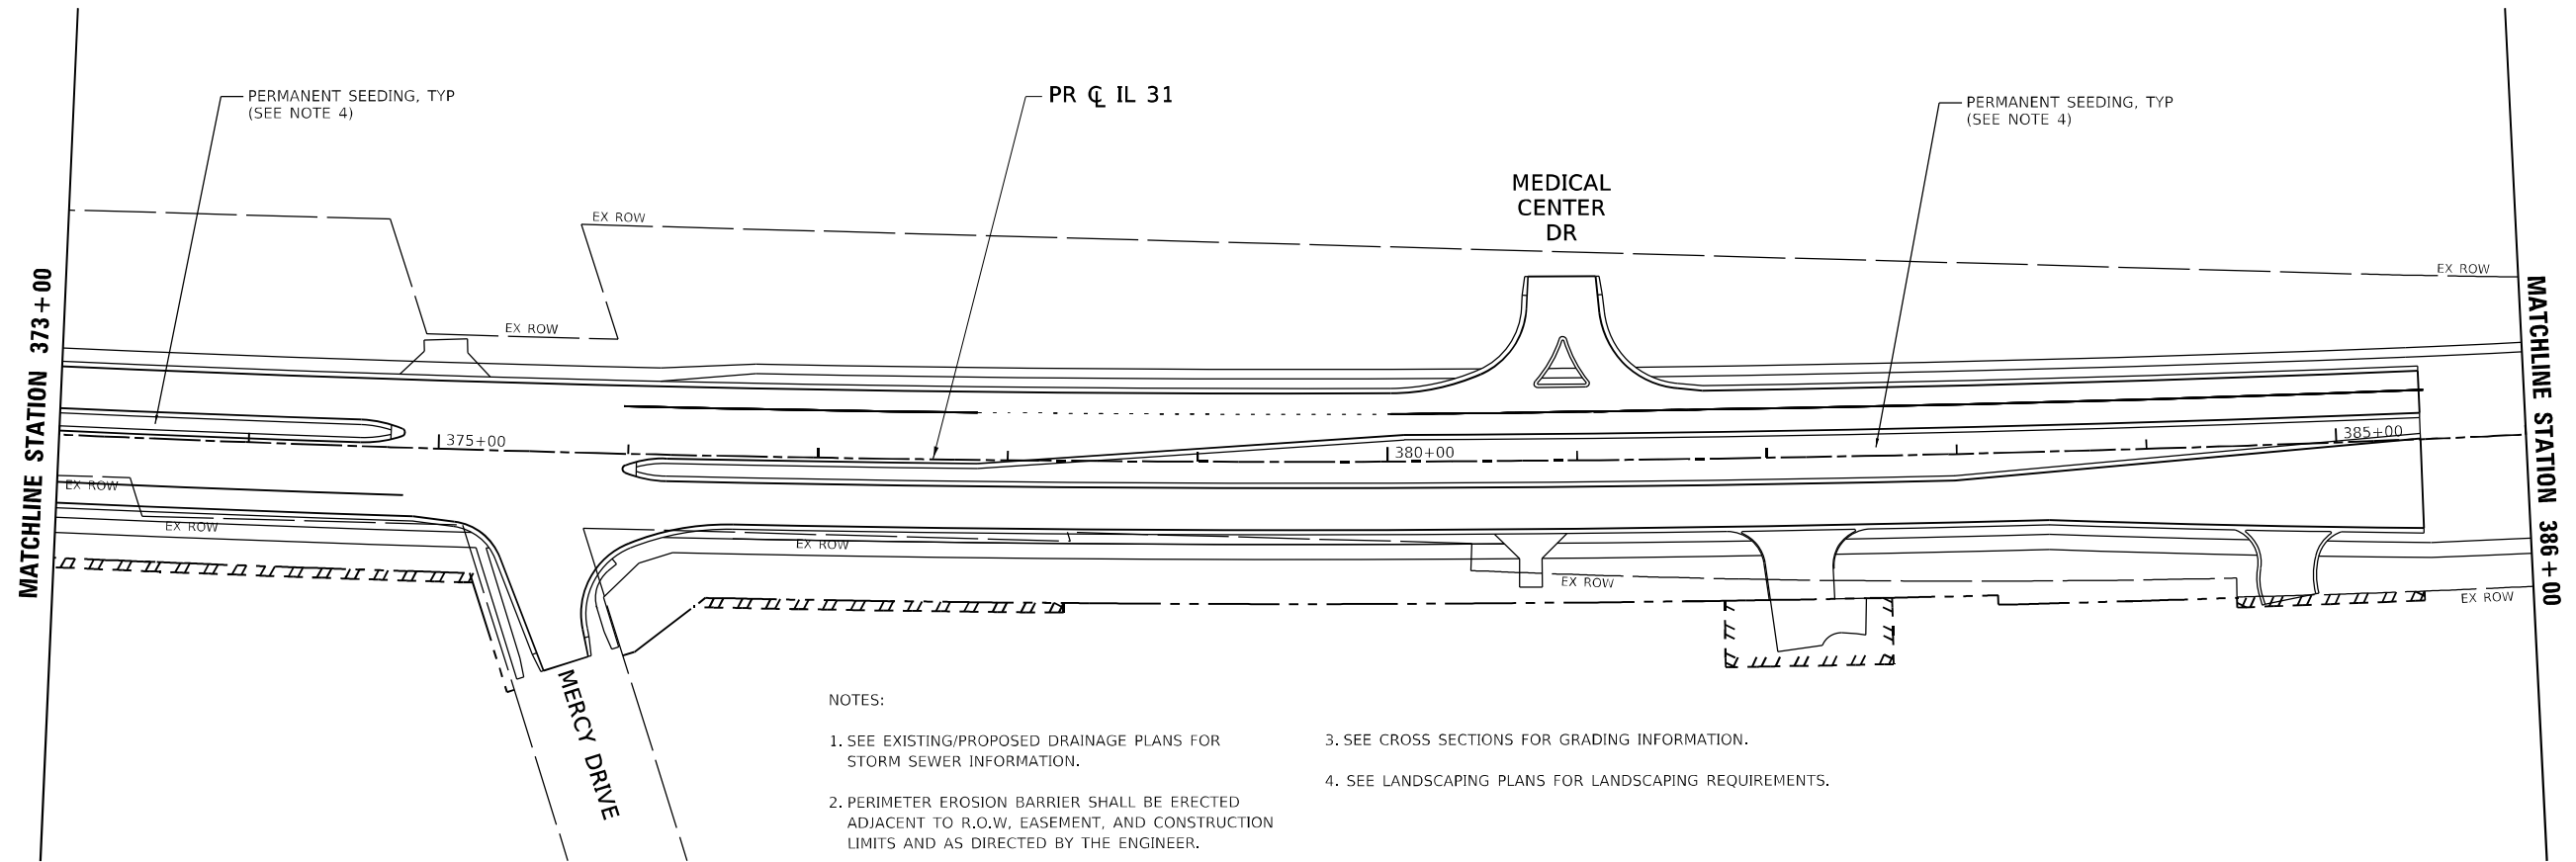 PERMANENT SEEDING, TYP
(SEE NOTE 4)
PR ℄ IL 31
PERMANENT SEEDING, TYP
(SEE NOTE 4)
MEDICAL
CENTER
DR
EX ROW
EX ROW
EX ROW
MATCHLINE STATION 373+00
MATCHLINE STATION 386+00
375+00
380+00
385+00
EX ROW
EX ROW
EX ROW
EX ROW
EX ROW
MERCY DRIVE
NOTES:
1. SEE EXISTING/PROPOSED DRAINAGE PLANS FOR
STORM SEWER INFORMATION.
2. PERIMETER EROSION BARRIER SHALL BE ERECTED
ADJACENT TO R.O.W, EASEMENT, AND CONSTRUCTION
LIMITS AND AS DIRECTED BY THE ENGINEER.
3. SEE CROSS SECTIONS FOR GRADING INFORMATION.
4. SEE LANDSCAPING PLANS FOR LANDSCAPING REQUIREMENTS.